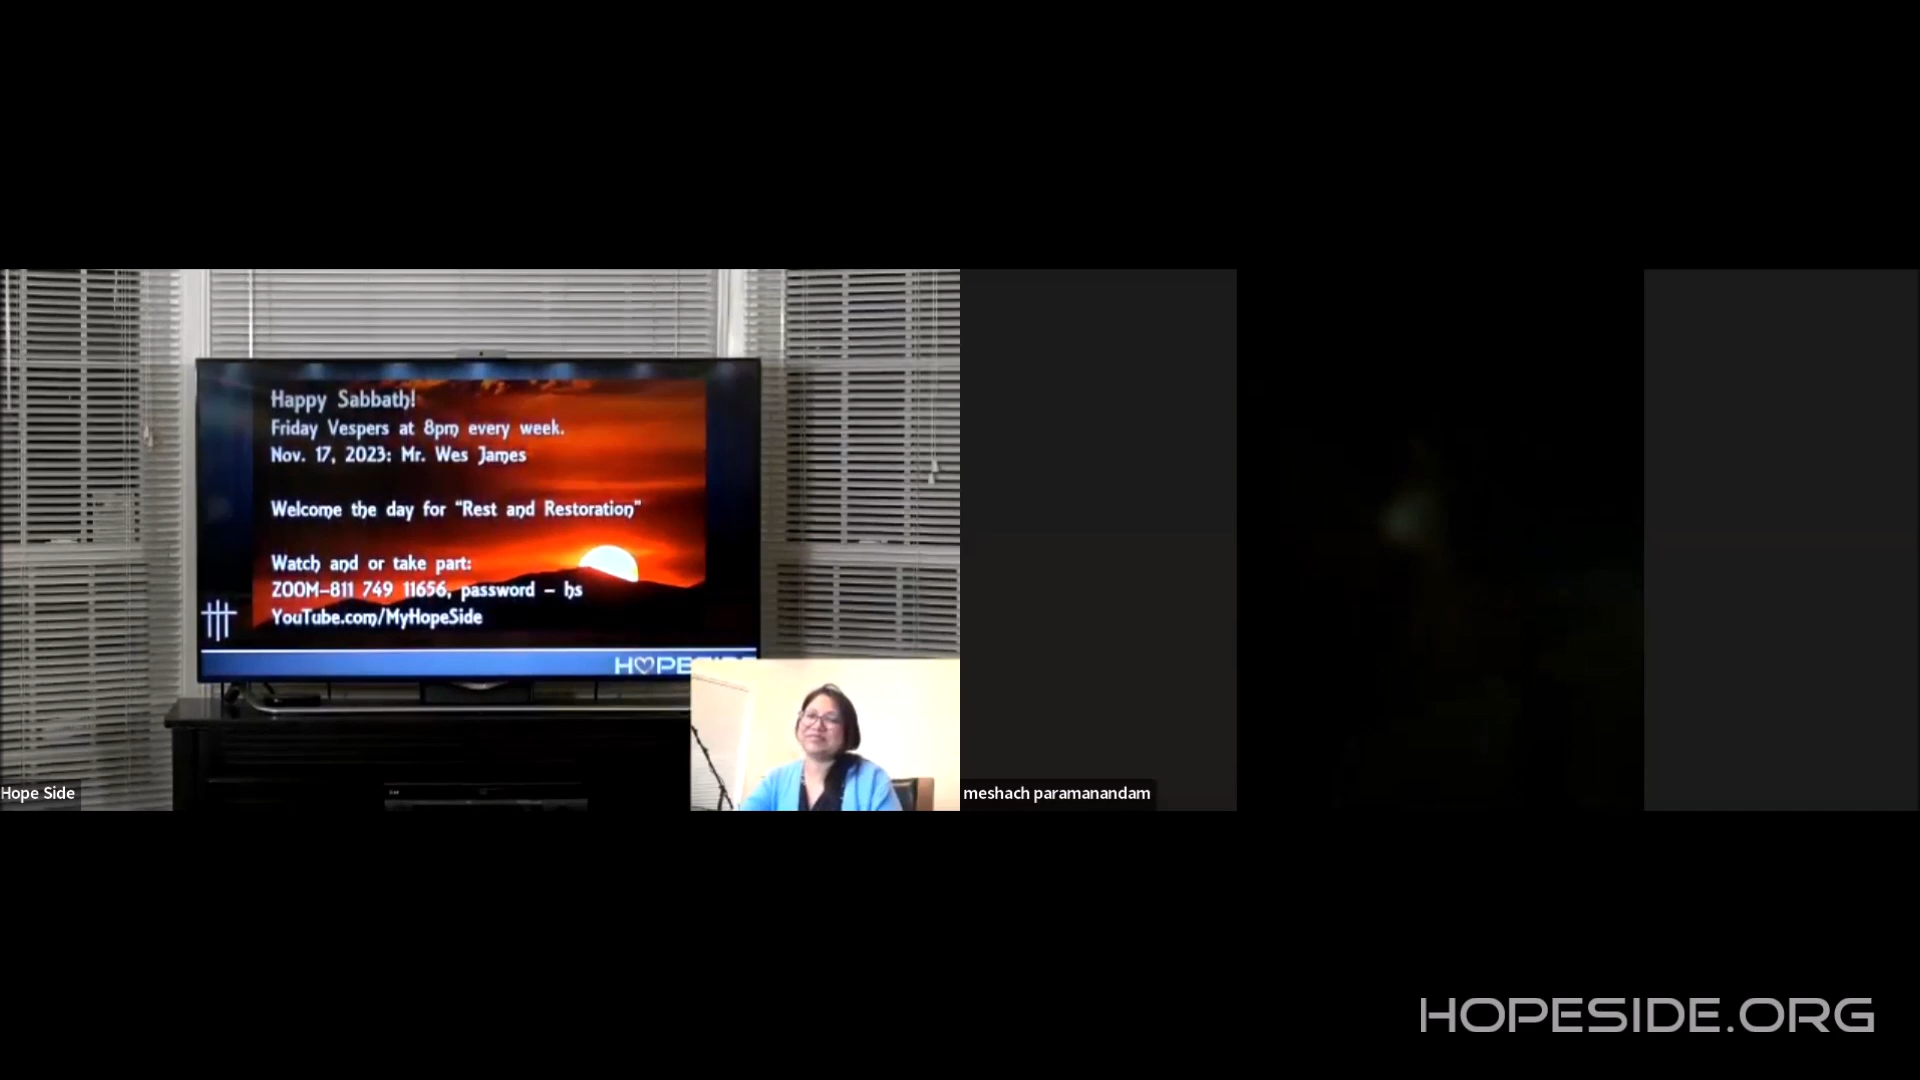 Happy Sabbath!
Friday Vespers at 8pm every week.
Nov. 17, 2023: Mr. Wes James
Welcome the day for "Rest and Restoration"
Watch and or take part:
ZOOM-811 749 11656, password - hs
YouTube.com/MyHopeSide
Hope Side
meshach paramanandam
HOPESIDE.ORG